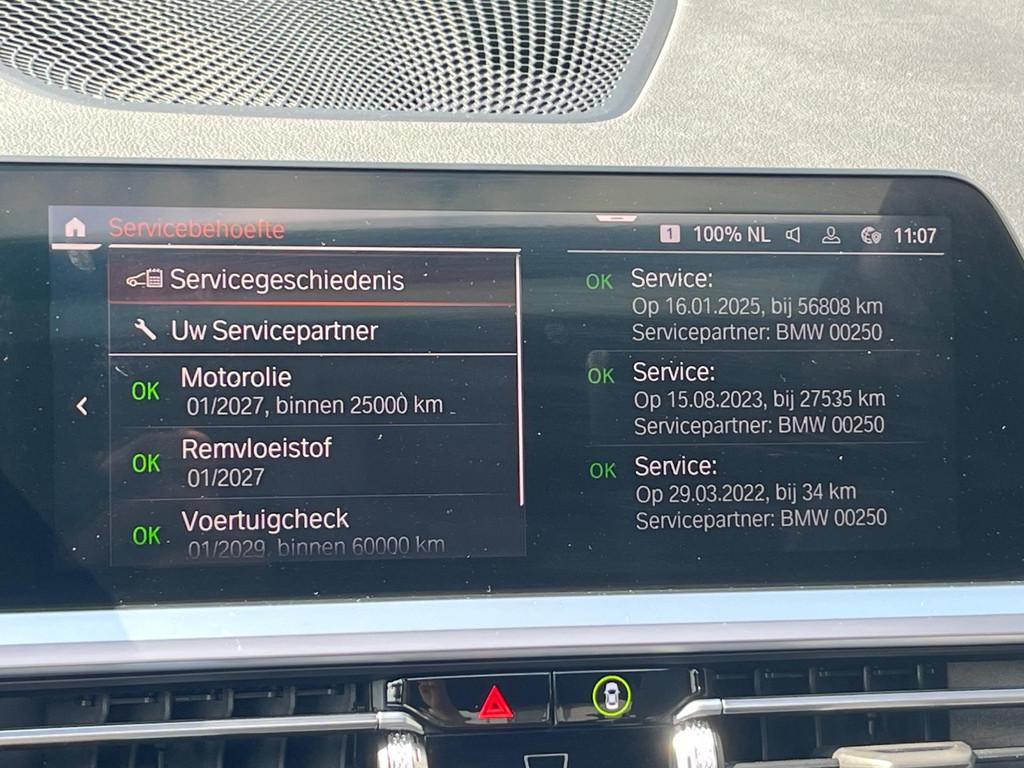 Servicebehoefte
1 100% NL 11:07
Servicegeschiedenis
Uw Servicepartner
OK Motorolie
01/2027, binnen 25000 km
OK Remvloeistof
01/2027
OK Voertuigcheck
01/2029, binnen 60000 km
OK Service:
Op 16.01.2025, bij 56808 km
Servicepartner: BMW 00250
OK Service:
Op 15.08.2023, bij 27535 km
Servicepartner: BMW 00250
OK Service:
Op 29.03.2022, bij 34 km
Servicepartner: BMW 00250